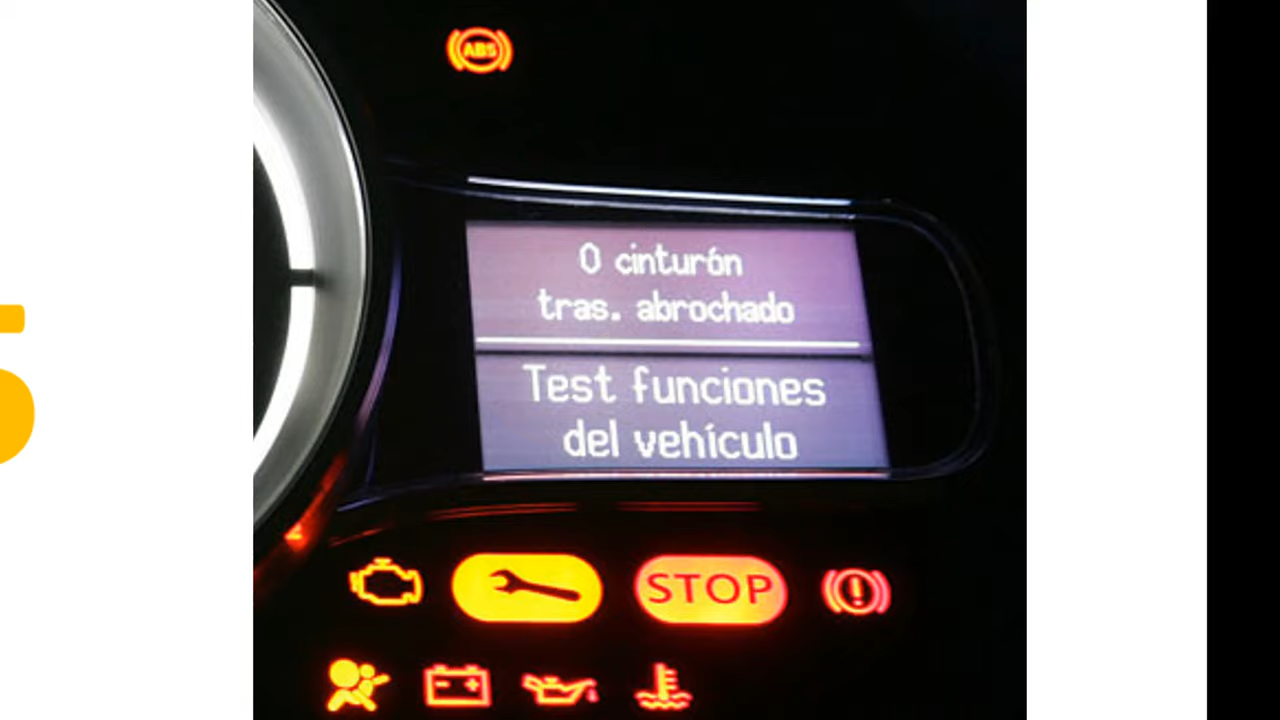 ABS
0 cinturón
tras. abrochado
Test funciones
del vehículo
STOP